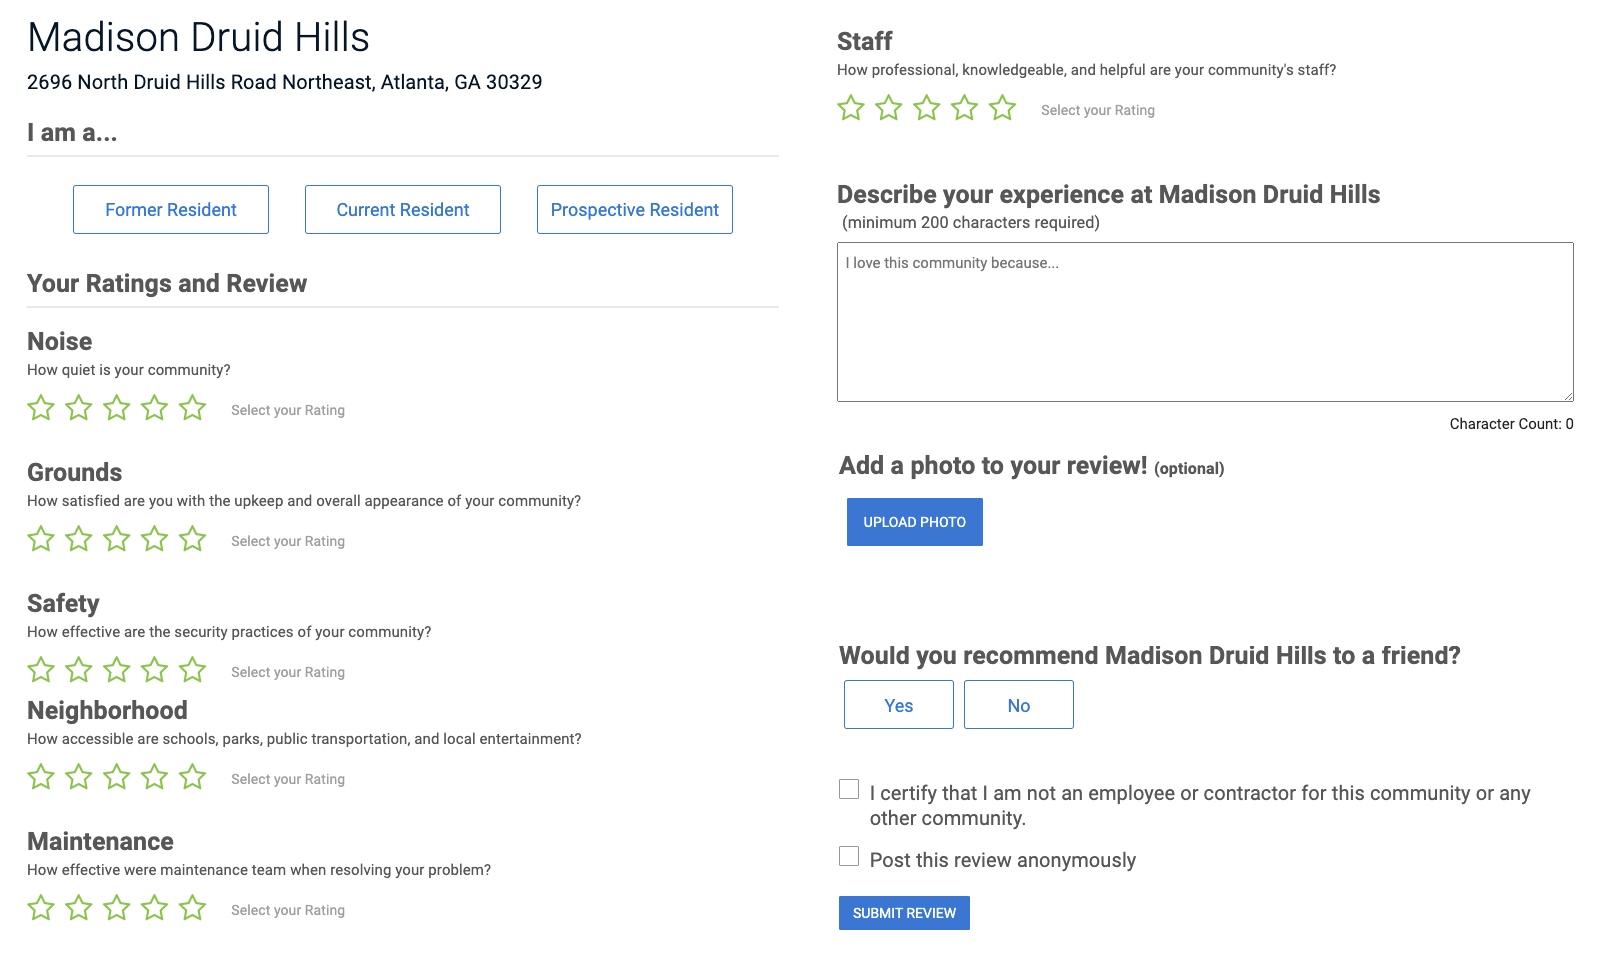 Madison Druid Hills
2696 North Druid Hills Road Northeast, Atlanta, GA 30329
I am a...
Former Resident
Current Resident
Prospective Resident
Your Ratings and Review
Noise
How quiet is your community?
Select your Rating
Grounds
How satisfied are you with the upkeep and overall appearance of your community?
Select your Rating
Safety
How effective are the security practices of your community?
Select your Rating
Neighborhood
How accessible are schools, parks, public transportation, and local entertainment?
Select your Rating
Maintenance
How effective were maintenance team when resolving your problem?
Select your Rating
Staff
How professional, knowledgeable, and helpful are your community's staff?
Select your Rating
Describe your experience at Madison Druid Hills
(minimum 200 characters required)
I love this community because...
Character Count: 0
Add a photo to your review! (optional)
UPLOAD PHOTO
Would you recommend Madison Druid Hills to a friend?
Yes
No
I certify that I am not an employee or contractor for this community or any
other community.
Post this review anonymously
SUBMIT REVIEW